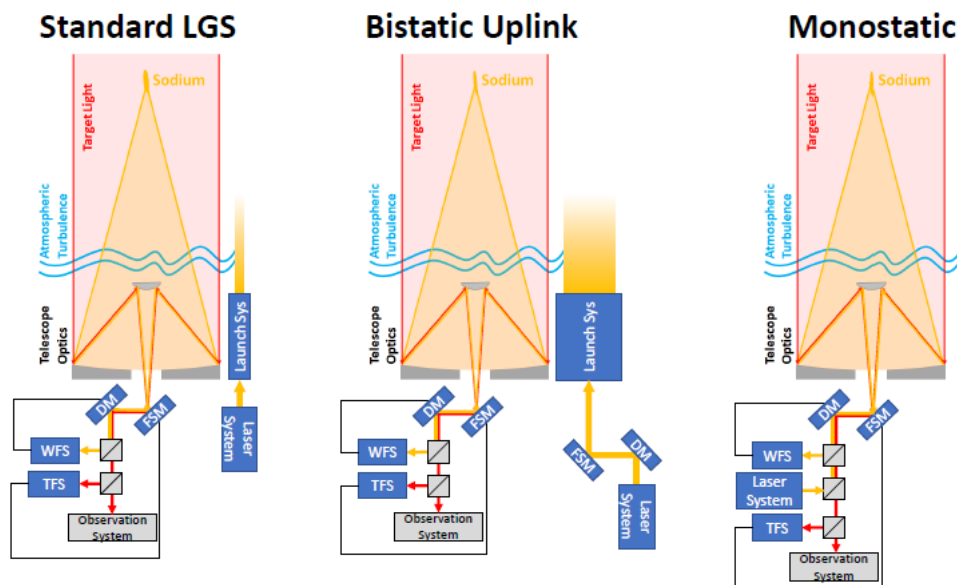 Standard LGS
Sodium
Target Light
Atmospheric
Turbulence
Telescope
Optics
Launch Sys
Laser
System
DM
FSM
WFS
TFS
Observation
System
Bistatic Uplink
Sodium
Target Light
Atmospheric
Turbulence
Telescope
Optics
Launch Sys
DM
FSM
WFS
TFS
Observation
System
FSM
DM
Laser
System
Monostatic
Sodium
Target Light
Atmospheric
Turbulence
Telescope
Optics
DM
FSM
WFS
Laser
System
TFS
Observation
System